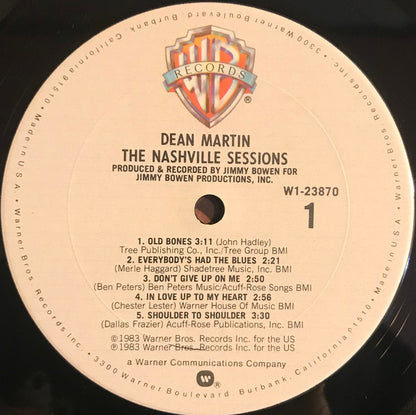 WB
RECORDS
®
DEAN MARTIN
THE NASHVILLE SESSIONS
PRODUCED & RECORDED BY JIMMY BOWEN FOR
JIMMY BOWEN PRODUCTIONS, INC.
W1-23870
1
1. OLD BONES 3:11 (John Hadley)
Tree Publishing Co., Inc./Tree Group BMI
2. EVERYBODY'S HAD THE BLUES 2:21
(Merle Haggard) Shadetree Music, Inc. BMI
3. DON'T GIVE UP ON ME 2:50
(Ben Peters) Ben Peters Music/Acuff-Rose Songs BMI
4. IN LOVE UP TO MY HEART 2:56
(Chester Lester) Warner House Of Music BMI
5. SHOULDER TO SHOULDER 3:30
(Dallas Frazier) Acuff-Rose Publications, Inc. BMI
©1983 Warner Bros. Records Inc. for the US
℗1983 Warner Bros. Records Inc. for the US
a Warner Communications Company
Warner Bros Records Inc. • 3300 Warner Boulevard, Burbank, California 91510 • Made in U.S.A. • Warner Bros Records Inc. • 3300 Warner Boulevard, Burbank, California 91510 • Made in U.S.A. •